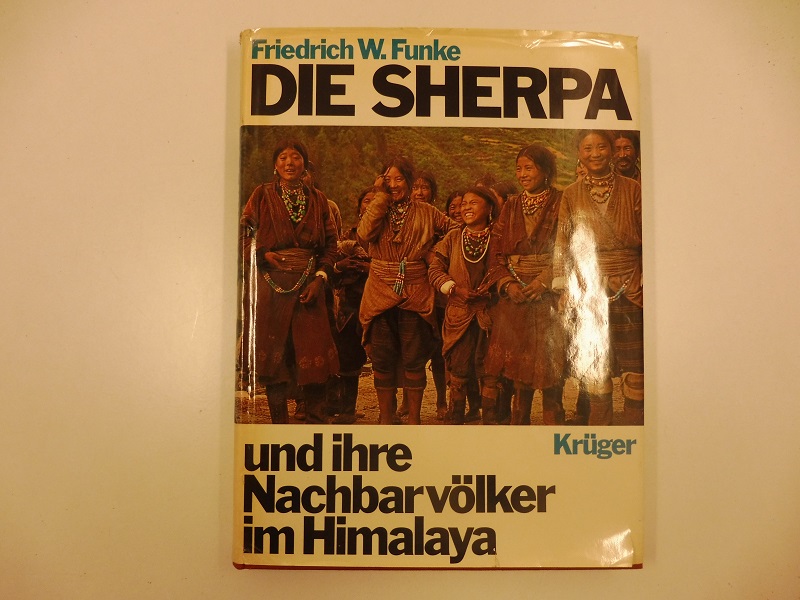 Friedrich W. Funke
DIE SHERPA
Krüger
und ihre
Nachbarvölker
im Himalaya